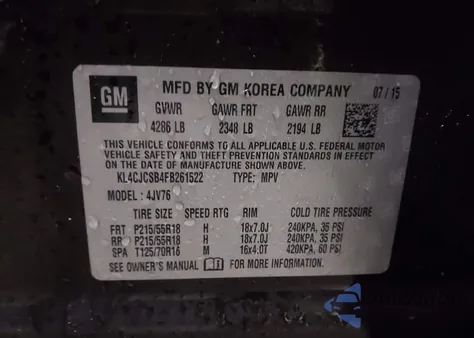 GM
MFD BY GM KOREA COMPANY 07/15
GVWR GAWR FRT GAWR RR
4286 LB 2348 LB 2194 LB
THIS VEHICLE CONFORMS TO ALL APPLICABLE U.S. FEDERAL MOTOR
VEHICLE SAFETY AND THEFT PREVENTION STANDARDS IN EFFECT
ON THE DATE OF MANUFACTURE SHOWN ABOVE.
KL4CJCSB4FB261522 TYPE: MPV
MODEL: 4JV76
TIRE SIZE SPEED RTG RIM COLD TIRE PRESSURE
FRT P215/55R18 H 18x7.0J 240KPA, 35 PSI
RR P215/55R18 H 18x7.0J 240KPA, 35 PSI
SPA T125/70R16 M 16x4.0T 420KPA, 60 PSI
SEE OWNER'S MANUAL FOR MORE INFORMATION.